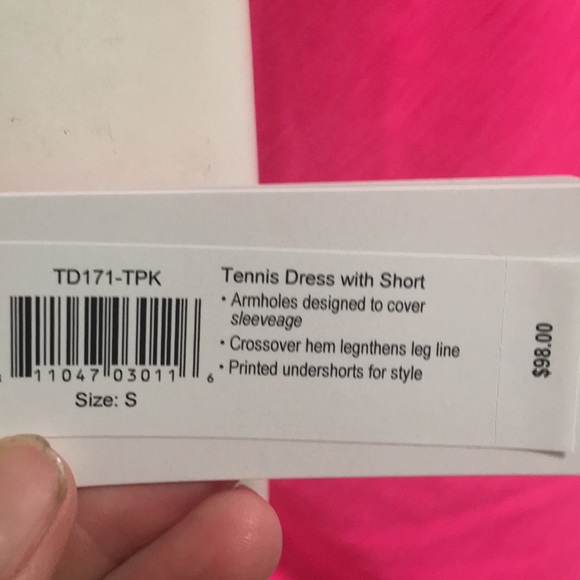 TD171-TPK
11047 03011 6
Size: S
Tennis Dress with Short
• Armholes designed to cover
sleeveage
• Crossover hem legnthens leg line
• Printed undershorts for style
$98.00